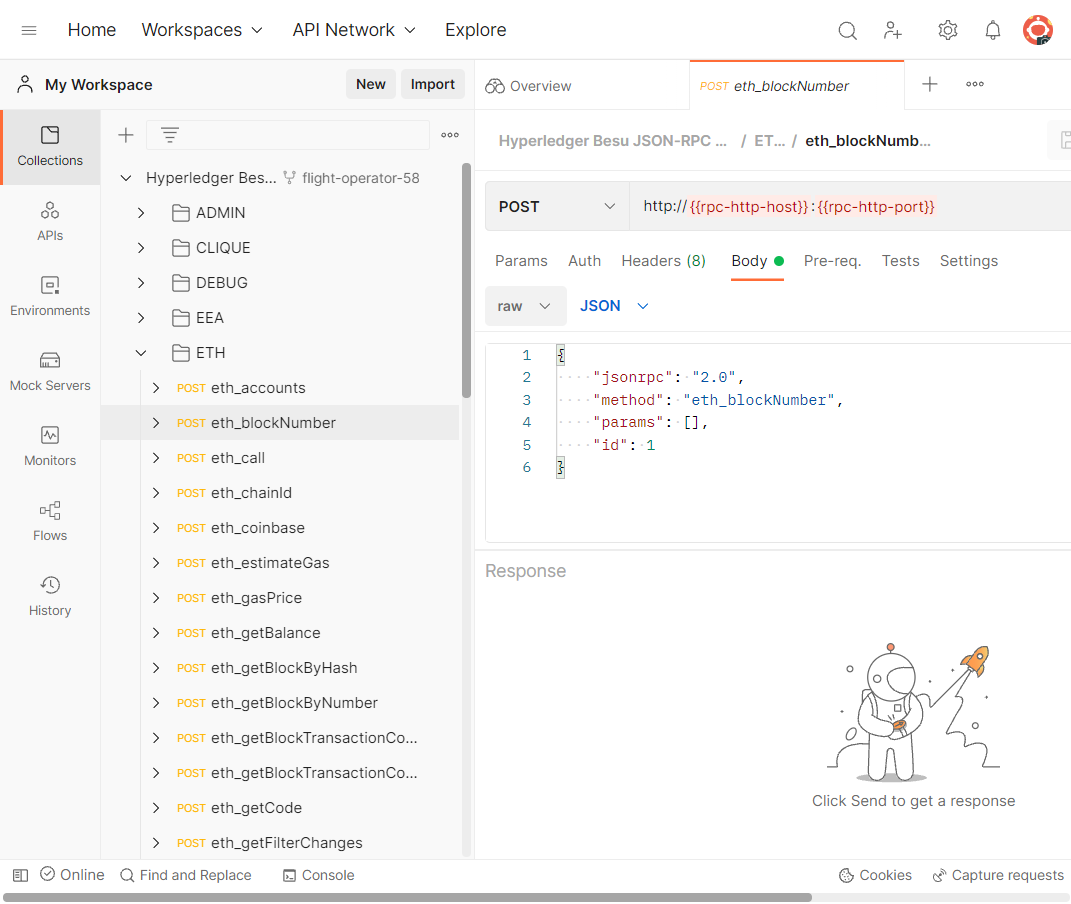 Home Workspaces API Network Explore
My Workspace New Import
Overview POST eth_blockNumber
Collections
APIs
Environments
Mock Servers
Monitors
Flows
History
Hyperledger Bes... flight-operator-58
ADMIN
CLIQUE
DEBUG
EEA
ETH
POST eth_accounts
POST eth_blockNumber
POST eth_call
POST eth_chainId
POST eth_coinbase
POST eth_estimateGas
POST eth_gasPrice
POST eth_getBalance
POST eth_getBlockByHash
POST eth_getBlockByNumber
POST eth_getBlockTransactionCo...
POST eth_getBlockTransactionCo...
POST eth_getCode
POST eth_getFilterChanges
Hyperledger Besu JSON-RPC ... / ET... / eth_blockNumb...
POST http://{{rpc-http-host}}:{{rpc-http-port}}
Params Auth Headers (8) Body Pre-req. Tests Settings
raw JSON
1 {
2 "jsonrpc": "2.0",
3 "method": "eth_blockNumber",
4 "params": [],
5 "id": 1
6 }
Response
Click Send to get a response
Online Find and Replace Console Cookies Capture requests